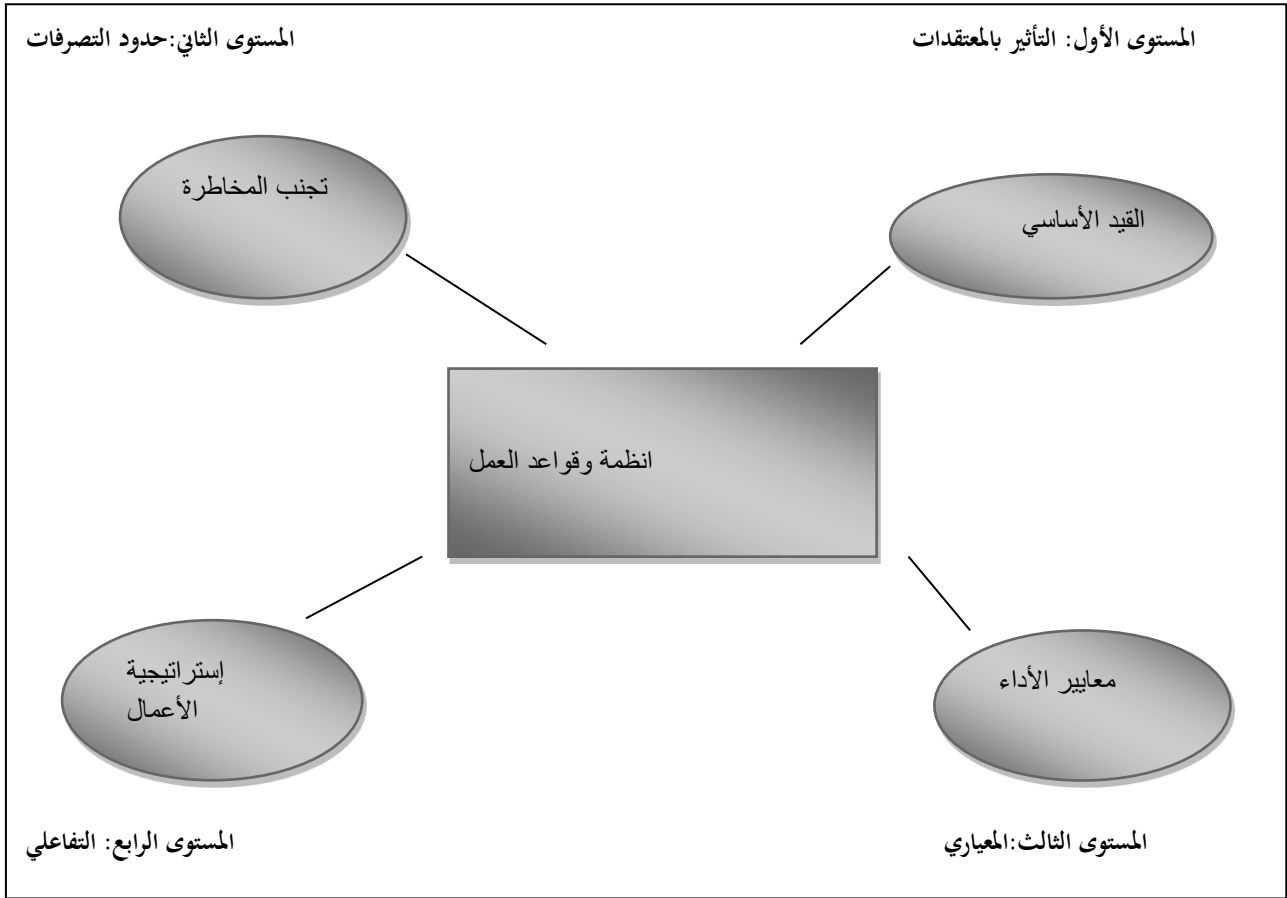 المستوى الأول: التأثير بالمعتقدات
المستوى الثاني:حدود التصرفات
القيد الأساسي
تجنب المخاطرة
انظمة وقواعد العمل
معايير الأداء
إستراتيجية
الأعمال
المستوى الثالث:المعياري
المستوى الرابع: التفاعلي